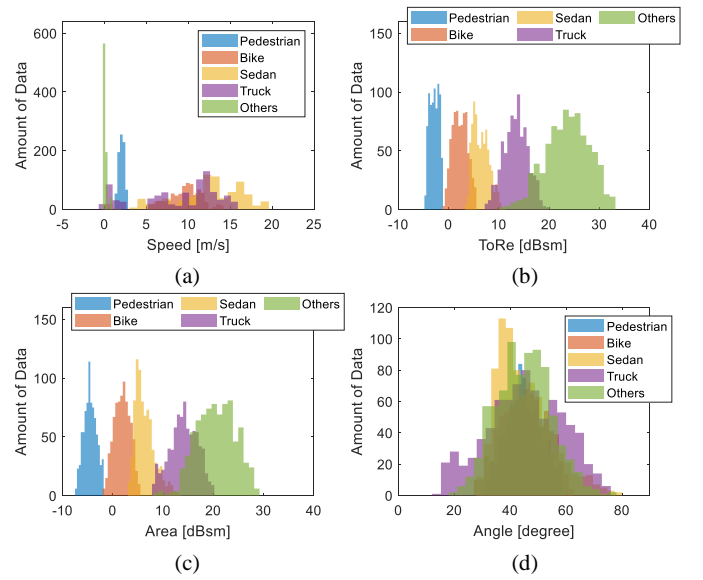 Amount of Data
600
400
200
0
-5 0 5 10 15 20 25
Speed [m/s]
Pedestrian
Bike
Sedan
Truck
Others
(a)
Amount of Data
150
100
50
0
-10 0 10 20 30 40
ToRe [dBsm]
Pedestrian Sedan Others
Bike Truck
(b)
Amount of Data
150
100
50
0
-10 0 10 20 30 40
Area [dBsm]
Pedestrian Sedan Others
Bike Truck
(c)
Amount of Data
120
100
80
60
40
20
0
0 20 40 60 80
Angle [degree]
Pedestrian
Bike
Sedan
Truck
Others
(d)